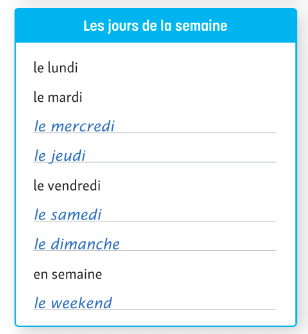 Les jours de la semaine
le lundi
le mardi
le mercredi
le jeudi
le vendredi
le samedi
le dimanche
en semaine
le weekend